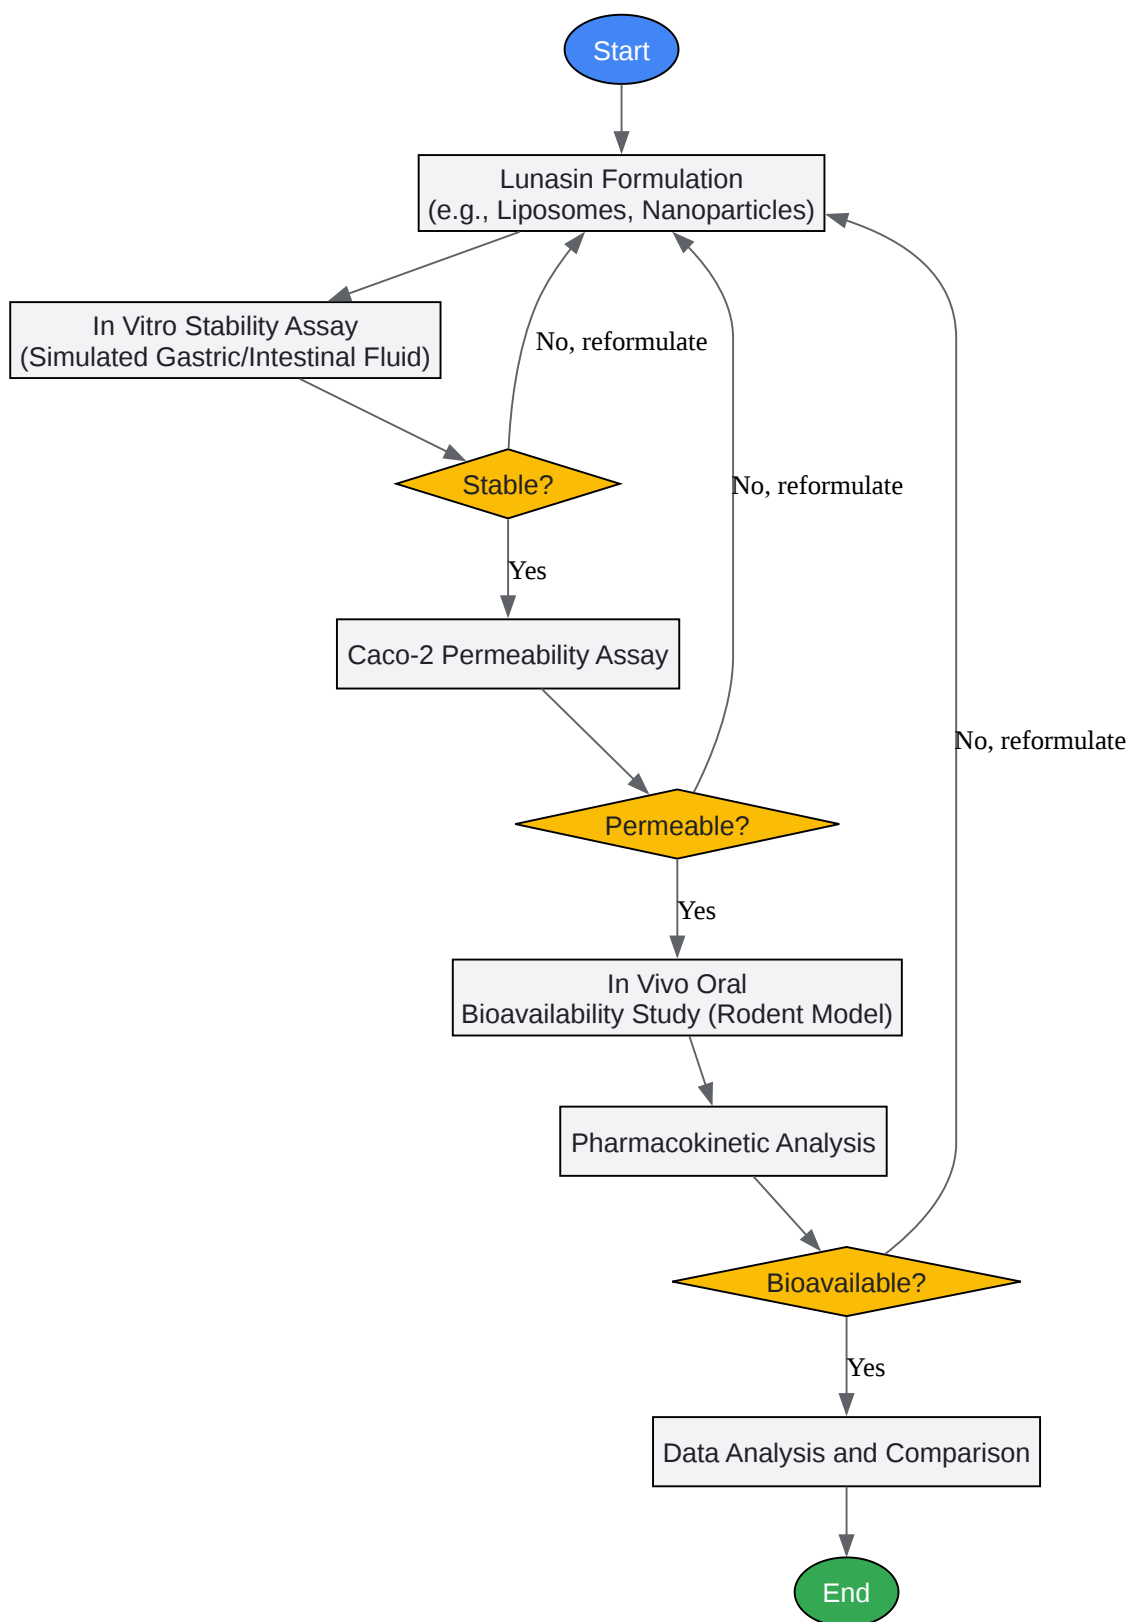 Start
Lunasin Formulation
(e.g., Liposomes, Nanoparticles)
In Vitro Stability Assay
(Simulated Gastric/Intestinal Fluid)
No, reformulate
Stable?
No, reformulate
Yes
Caco-2 Permeability Assay
No, reformulate
Permeable?
Yes
In Vivo Oral
Bioavailability Study (Rodent Model)
Pharmacokinetic Analysis
Bioavailable?
Yes
Data Analysis and Comparison
End